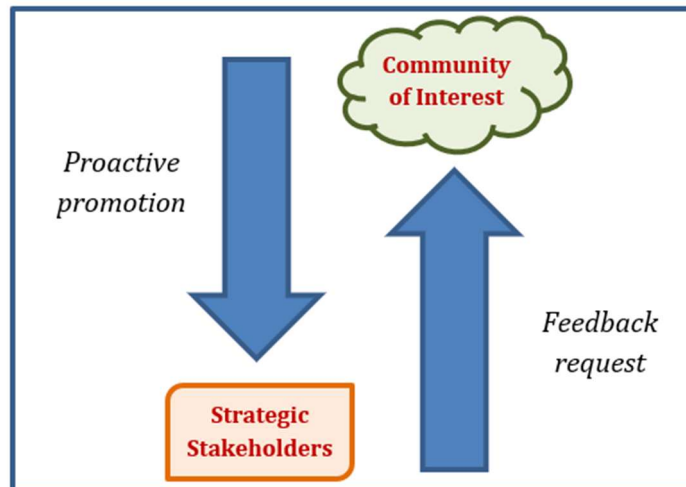 Community
of Interest
Proactive
promotion
Feedback
request
Strategic
Stakeholders